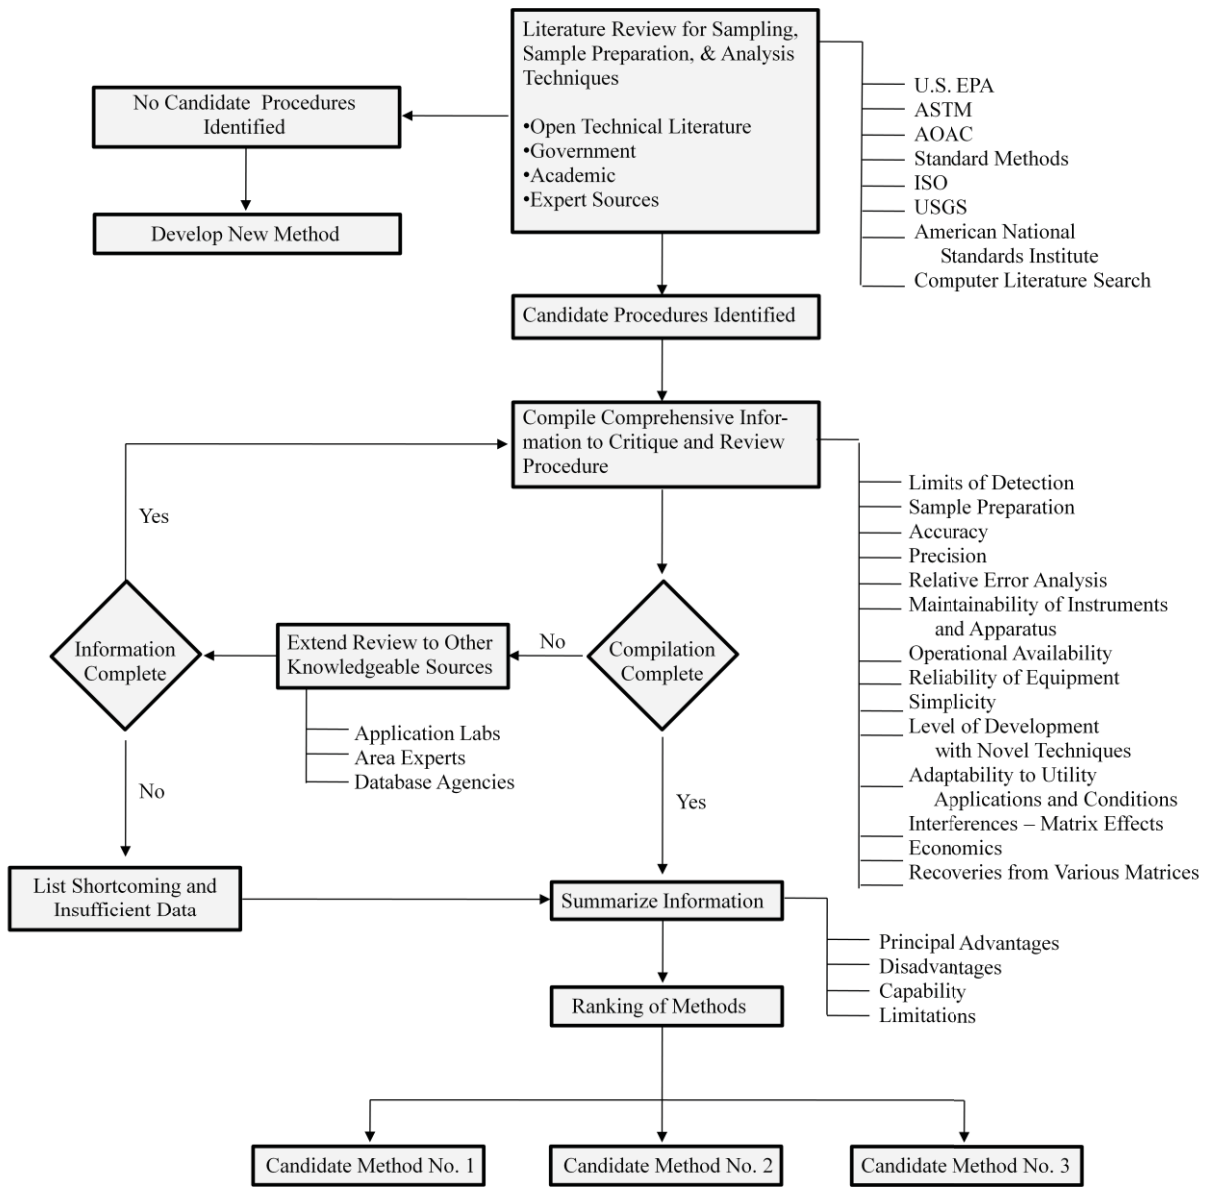 Literature Review for Sampling,
Sample Preparation, & Analysis
Techniques
•Open Technical Literature
•Government
•Academic
•Expert Sources
U.S. EPA
ASTM
AOAC
Standard Methods
ISO
USGS
American National
Standards Institute
Computer Literature Search
No Candidate Procedures
Identified
Develop New Method
Candidate Procedures Identified
Compile Comprehensive Infor-
mation to Critique and Review
Procedure
Limits of Detection
Sample Preparation
Accuracy
Precision
Relative Error Analysis
Maintainability of Instruments
and Apparatus
Operational Availability
Reliability of Equipment
Simplicity
Level of Development
with Novel Techniques
Adaptability to Utility
Applications and Conditions
Interferences – Matrix Effects
Economics
Recoveries from Various Matrices
Yes
Information
Complete
Extend Review to Other
Knowledgeable Sources
No
Compilation
Complete
Application Labs
Area Experts
Database Agencies
No
Yes
List Shortcoming and
Insufficient Data
Summarize Information
Principal Advantages
Disadvantages
Capability
Limitations
Ranking of Methods
Candidate Method No. 1
Candidate Method No. 2
Candidate Method No. 3